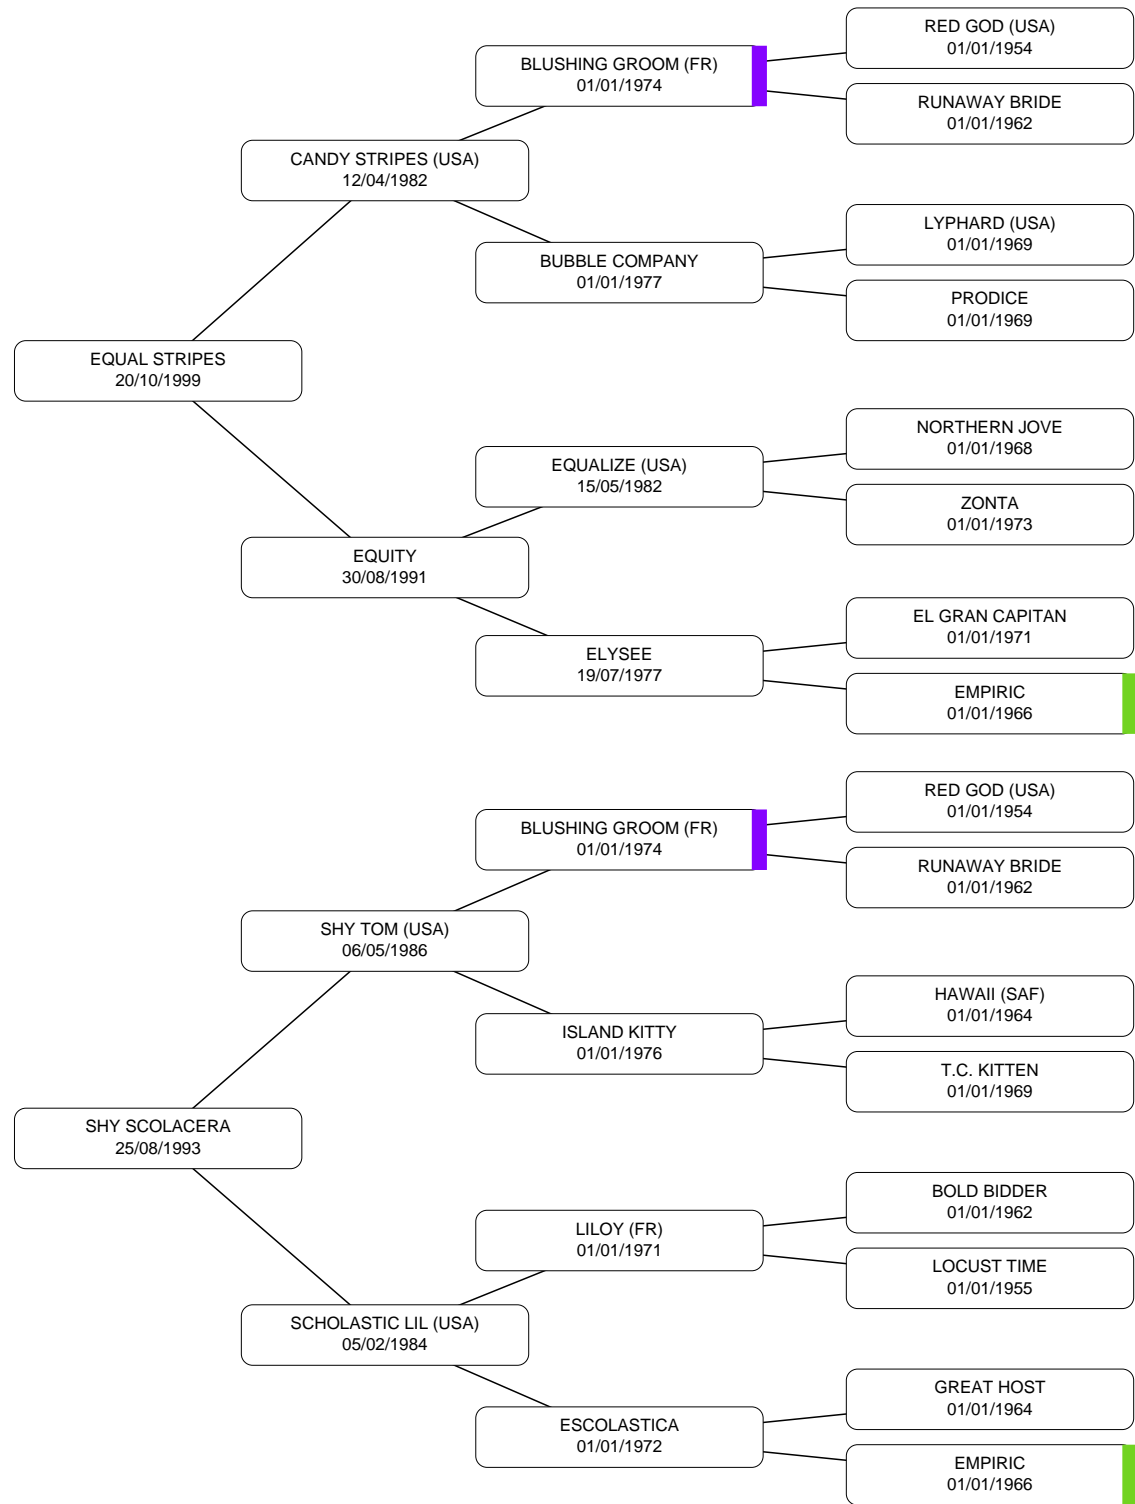 RED GOD (USA)
01/01/1954
BLUSHING GROOM (FR)
01/01/1974
RUNAWAY BRIDE
01/01/1962
CANDY STRIPES (USA)
12/04/1982
LYPHARD (USA)
01/01/1969
BUBBLE COMPANY
01/01/1977
PRODICE
01/01/1969
EQUAL STRIPES
20/10/1999
NORTHERN JOVE
01/01/1968
EQUALIZE (USA)
15/05/1982
ZONTA
01/01/1973
EQUITY
30/08/1991
EL GRAN CAPITAN
01/01/1971
ELYSEE
19/07/1977
EMPIRIC
01/01/1966
RED GOD (USA)
01/01/1954
BLUSHING GROOM (FR)
01/01/1974
RUNAWAY BRIDE
01/01/1962
SHY TOM (USA)
06/05/1986
HAWAII (SAF)
01/01/1964
ISLAND KITTY
01/01/1976
T.C. KITTEN
01/01/1969
SHY SCOLACERA
25/08/1993
BOLD BIDDER
01/01/1962
LILOY (FR)
01/01/1971
LOCUST TIME
01/01/1955
SCHOLASTIC LIL (USA)
05/02/1984
GREAT HOST
01/01/1964
ESCOLASTICA
01/01/1972
EMPIRIC
01/01/1966